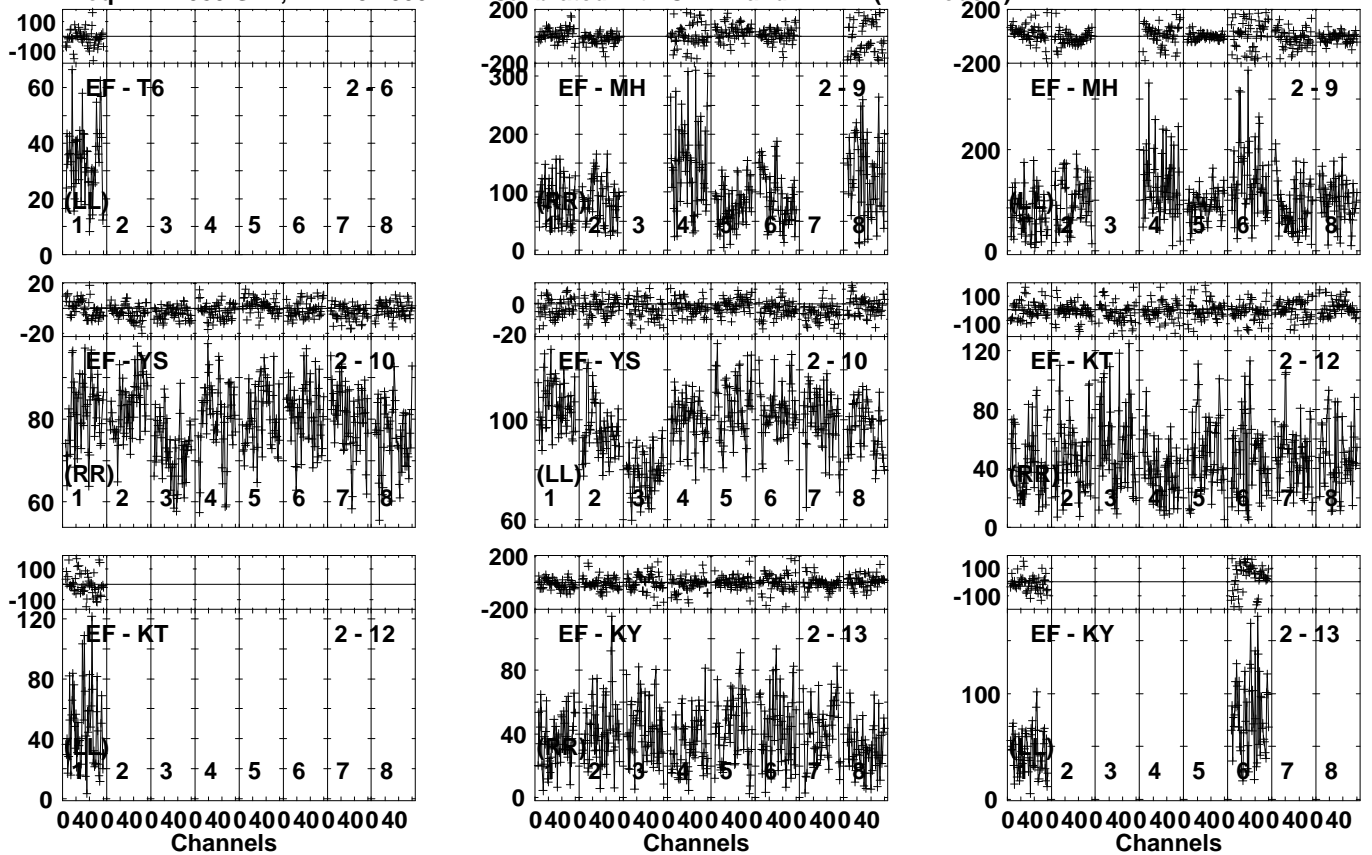 200 200
100 100
-100
-200 -200
EF - T6 2 - 6
EF - MH 2 - 9
EF - MH 2 - 9
60 300
40 200 200
20 100
0 0 0
(LL) (RR) (LL)
1 2 3 4 5 6 7 8
1 2 3 4 5 6 7 8
1 2 3 4 5 6 7 8
20 0 100
-20 -20 -100
EF - YS 2 - 10
EF - YS 2 - 10
EF - KT 2 - 12
120
80 100 80
40
60 60 0
(RR) (LL) (RR)
1 2 3 4 5 6 7 8
1 2 3 4 5 6 7 8
1 2 3 4 5 6 7 8
100 200 100
-100 -200 -100
EF - KT 2 - 12
EF - KY 2 - 13
EF - KY 2 - 13
120
80 80 100
40 40
0 0 0
(LL) (RR) (LL)
1 2 3 4 5 6 7 8
1 2 3 4 5 6 7 8
1 2 3 4 5 6 7 8
0 40 0 40 0 40 0 40 0 40 0 40 0 40 0 40
0 40 0 40 0 40 0 40 0 40 0 40 0 40 0 40
0 40 0 40 0 40 0 40 0 40 0 40 0 40 0 40
Channels Channels Channels